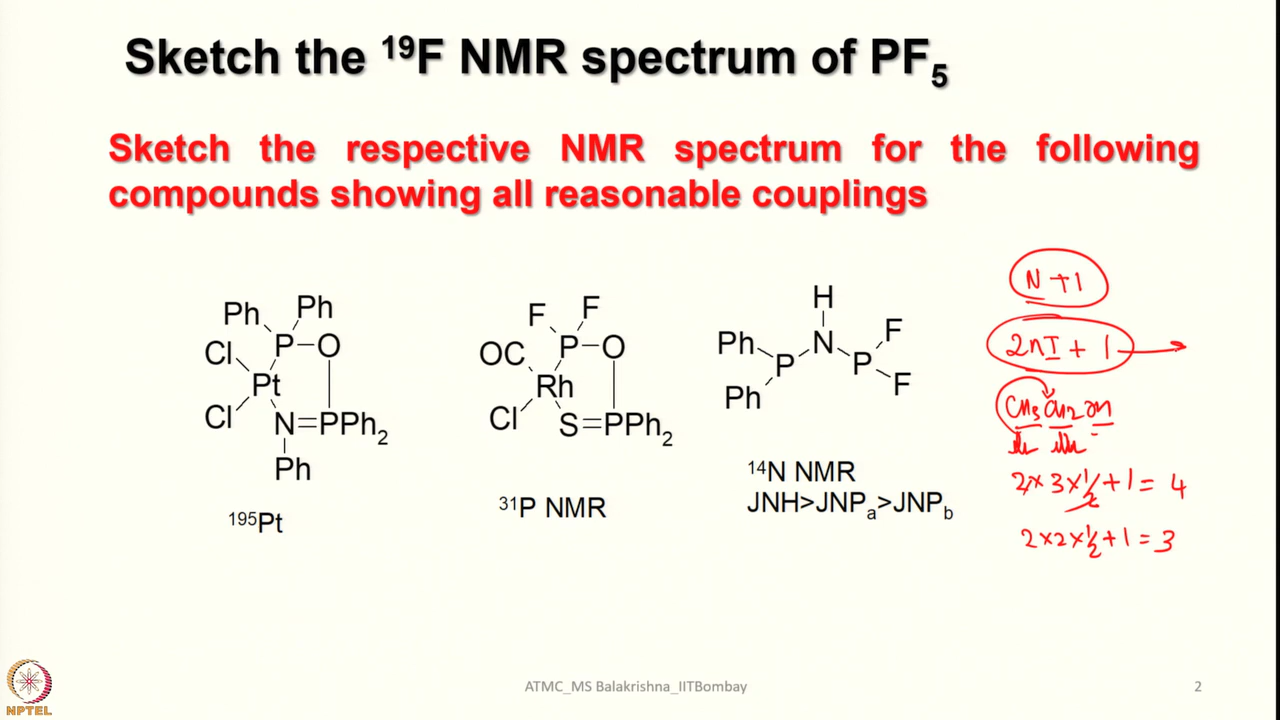 Sketch the ¹⁹F NMR spectrum of PF₅
Sketch the respective NMR spectrum for the following
compounds showing all reasonable couplings
Ph Ph
Cl P–O
Pt
Cl N=PPh₂
Ph
¹⁹⁵Pt
F F
OC P–O
Rh
Cl S=PPh₂
³¹P NMR
H
Ph N F
P P
Ph F
¹⁴N NMR
JNH>JNPₐ>JNP_b
N+1
2nI + 1
CH₃ CH₂ OH
2×3×½+1=4
2×2×½+1=3
NPTEL
ATMC_MS Balakrishna_IITBombay
2